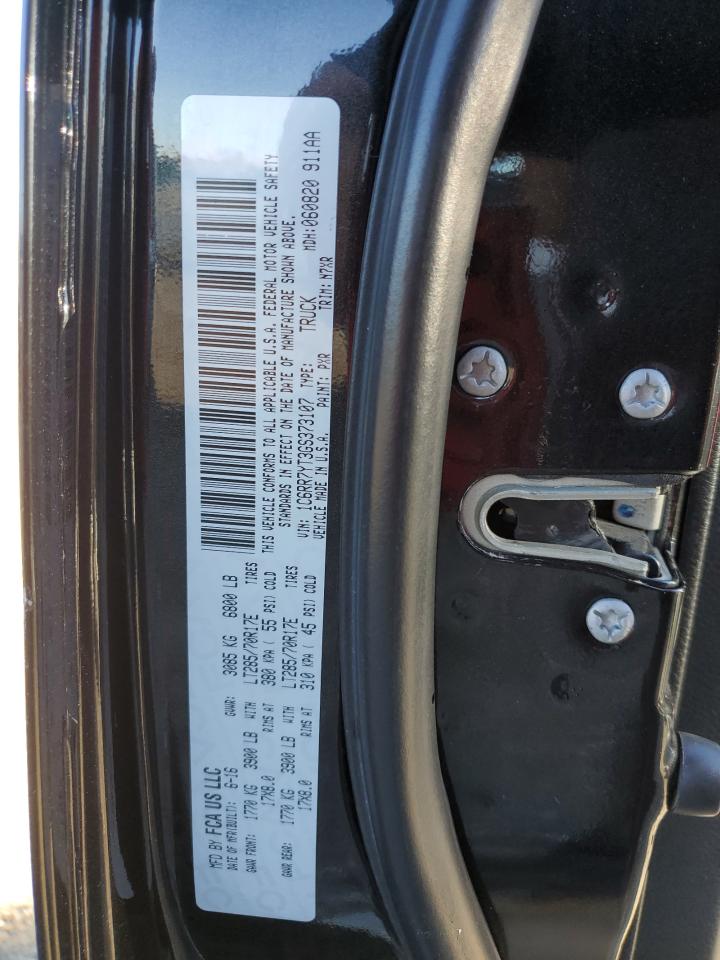 MFD BY FCA US LLC
DATE OF MFR(BUILT): 6-16 GVWR: 3085 KG 6800 LB
GAWR FRONT: 1770 KG 3900 LB WITH LT285/70R17E TIRES
17X8.0 RIMS AT 380 KPA ( 55 PSI) COLD
GAWR REAR: 1770 KG 3900 LB WITH LT285/70R17E TIRES
17X8.0 RIMS AT 310 KPA ( 45 PSI) COLD
THIS VEHICLE CONFORMS TO ALL APPLICABLE U.S.A. FEDERAL MOTOR VEHICLE SAFETY
STANDARDS IN EFFECT ON THE DATE OF MANUFACTURE SHOWN ABOVE.
VIN: 1C6RR7YT3GS373107 TYPE: TRUCK MDH:060820 911AA
VEHICLE MADE IN U.S.A. PAINT: PXR TRIM: N7XR